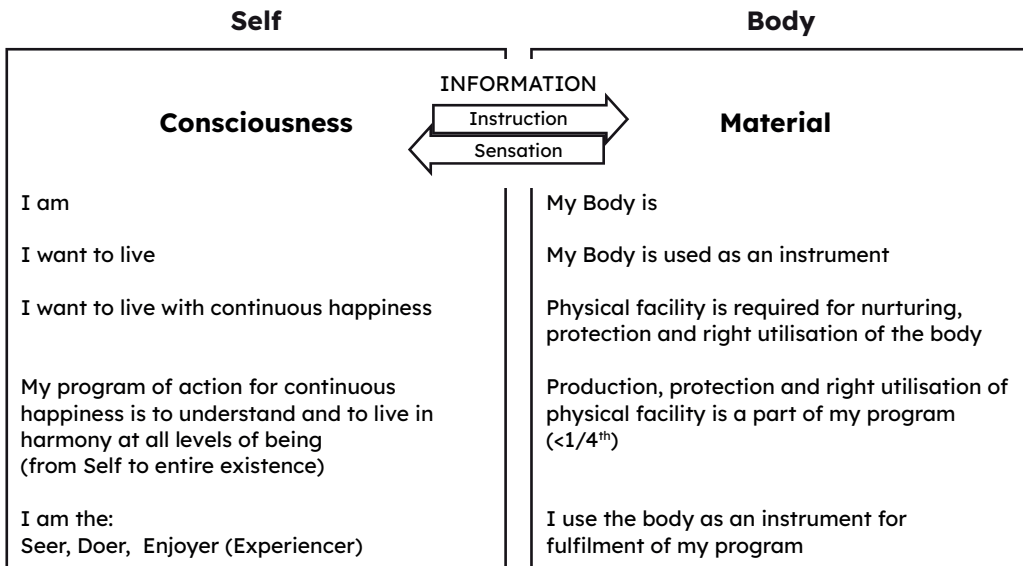 Self
Body
INFORMATION
Instruction
Sensation
Consciousness
Material
I am
My Body is
I want to live
My Body is used as an instrument
I want to live with continuous happiness
Physical facility is required for nurturing,
protection and right utilisation of the body
My program of action for continuous
happiness is to understand and to live in
harmony at all levels of being
(from Self to entire existence)
Production, protection and right utilisation of
physical facility is a part of my program
(<1/4th)
I am the:
Seer, Doer,  Enjoyer (Experiencer)
I use the body as an instrument for
fulfilment of my program